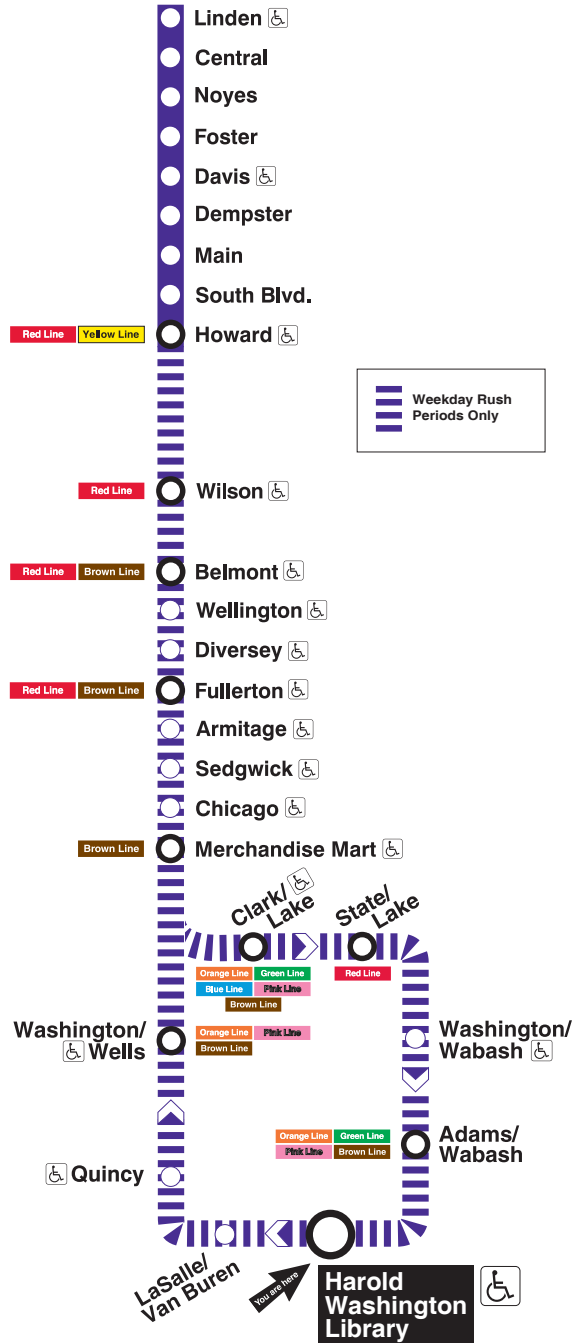 Linden
Central
Noyes
Foster
Davis
Dempster
Main
South Blvd.
Red Line Yellow Line Howard
Weekday Rush
Periods Only
Red Line Wilson
Red Line Brown Line Belmont
Wellington
Diversey
Red Line Brown Line Fullerton
Armitage
Sedgwick
Chicago
Brown Line Merchandise Mart
Clark/
Lake
State/
Lake
Orange Line Green Line
Blue Line Pink Line
Brown Line
Red Line
Washington/
Wells
Orange Line Pink Line
Brown Line
Washington/
Wabash
Orange Line Green Line
Pink Line Brown Line
Adams/
Wabash
Quincy
LaSalle/
Van Buren
You are here
Harold
Washington
Library